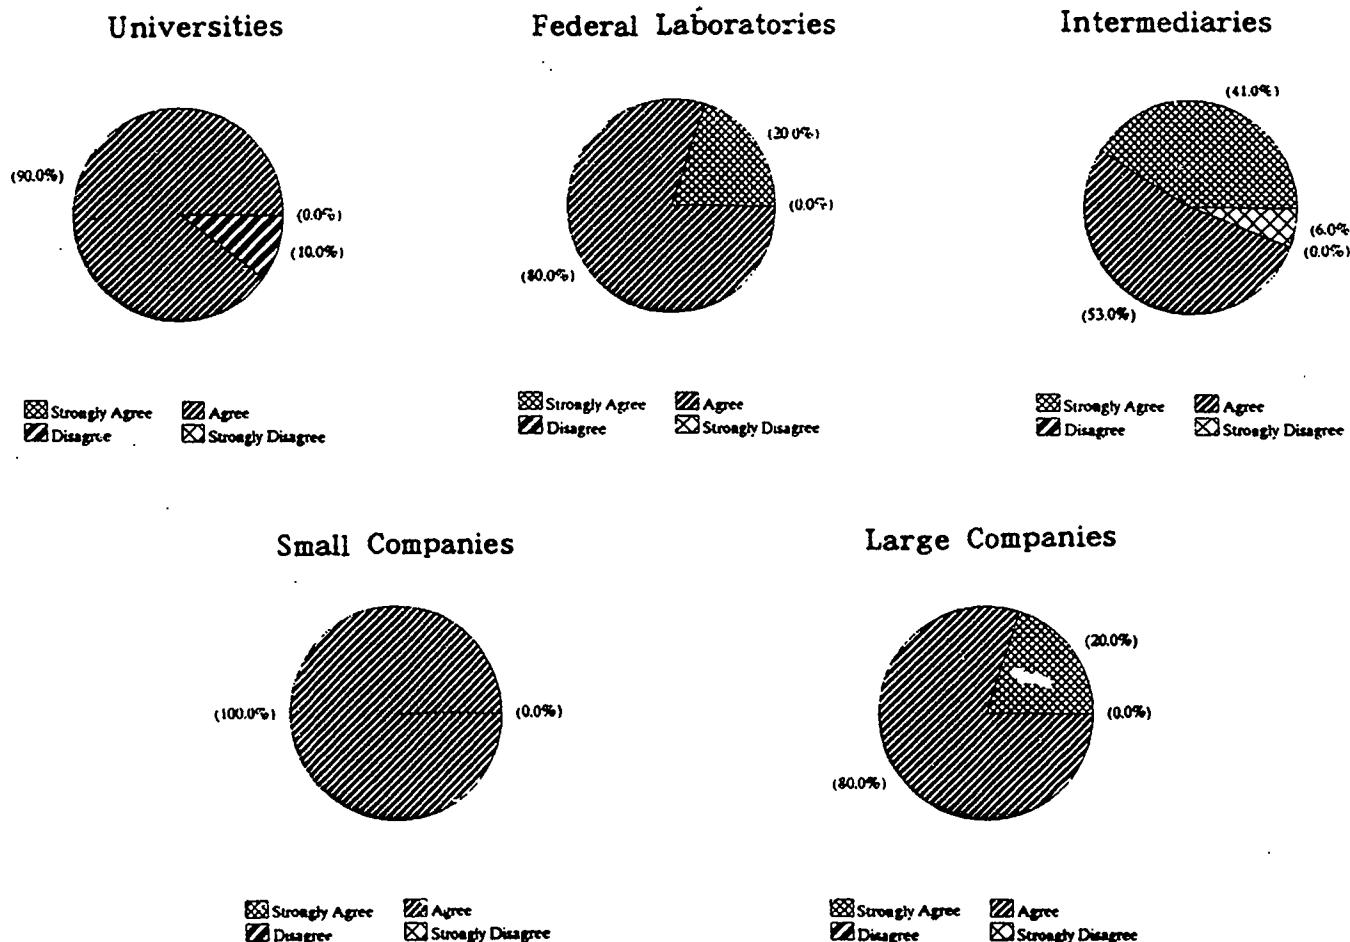 Universities Federal Laboratories Intermediaries
(41.0%)
(20.0%)
(90.0%)
(0.0%) (0.0%)
(6.0%
(10.0%) (0.0%)
(80.0%)
(53.0%)
Strongly Agree Agree Strongly Agree Agree Strongly Agree Agree
Disagree Strongly Disagree Disagree Strongly Disagree Disagree Strongly Disagree
Small Companies Large Companies
(20.0%)
(100.0%) (0.0%) (0.0%)
(80.0%)
Strongly Agree Agree Strongly Agree Agree
Disagree Strongly Disagree Disagree Strongly Disagree